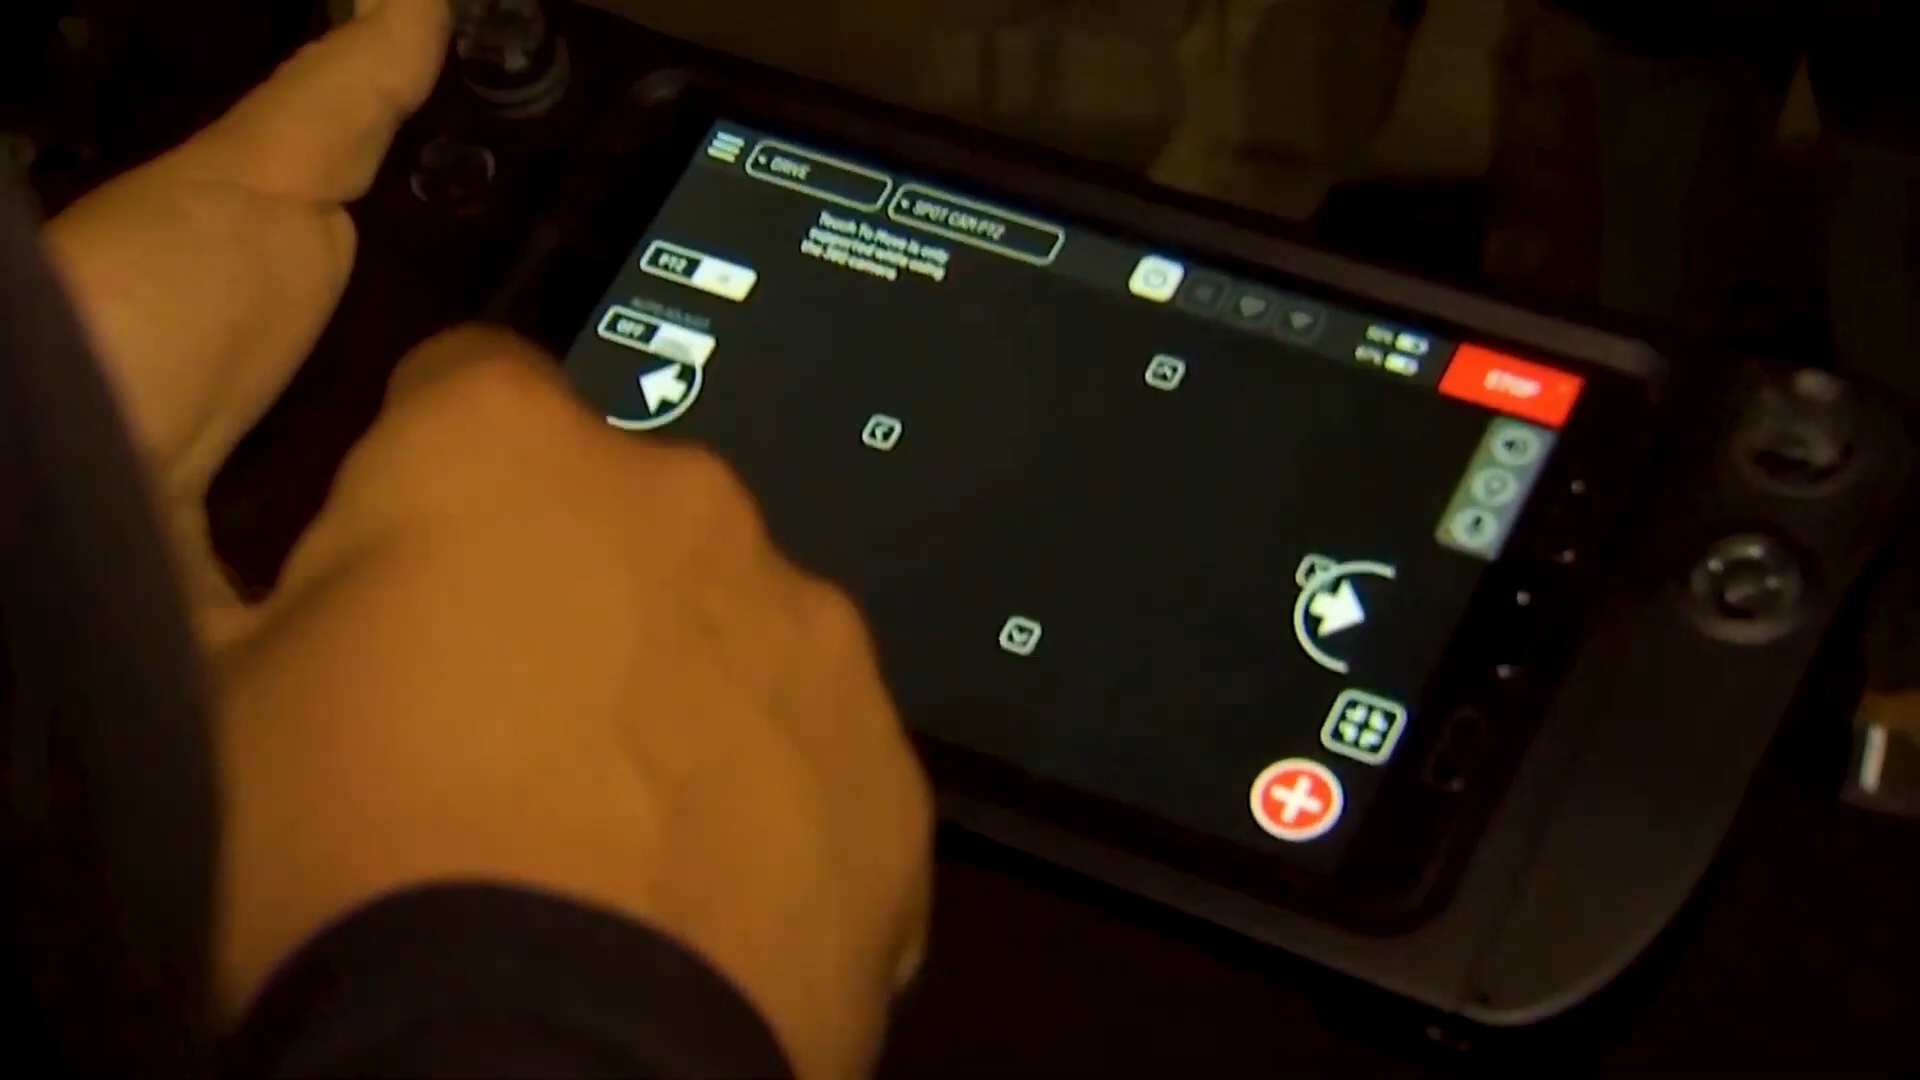 DRIVE
SPOT CAM PTZ
Touch To Move is only
supported while using
the 360 camera
PTZ
OFF
STOP